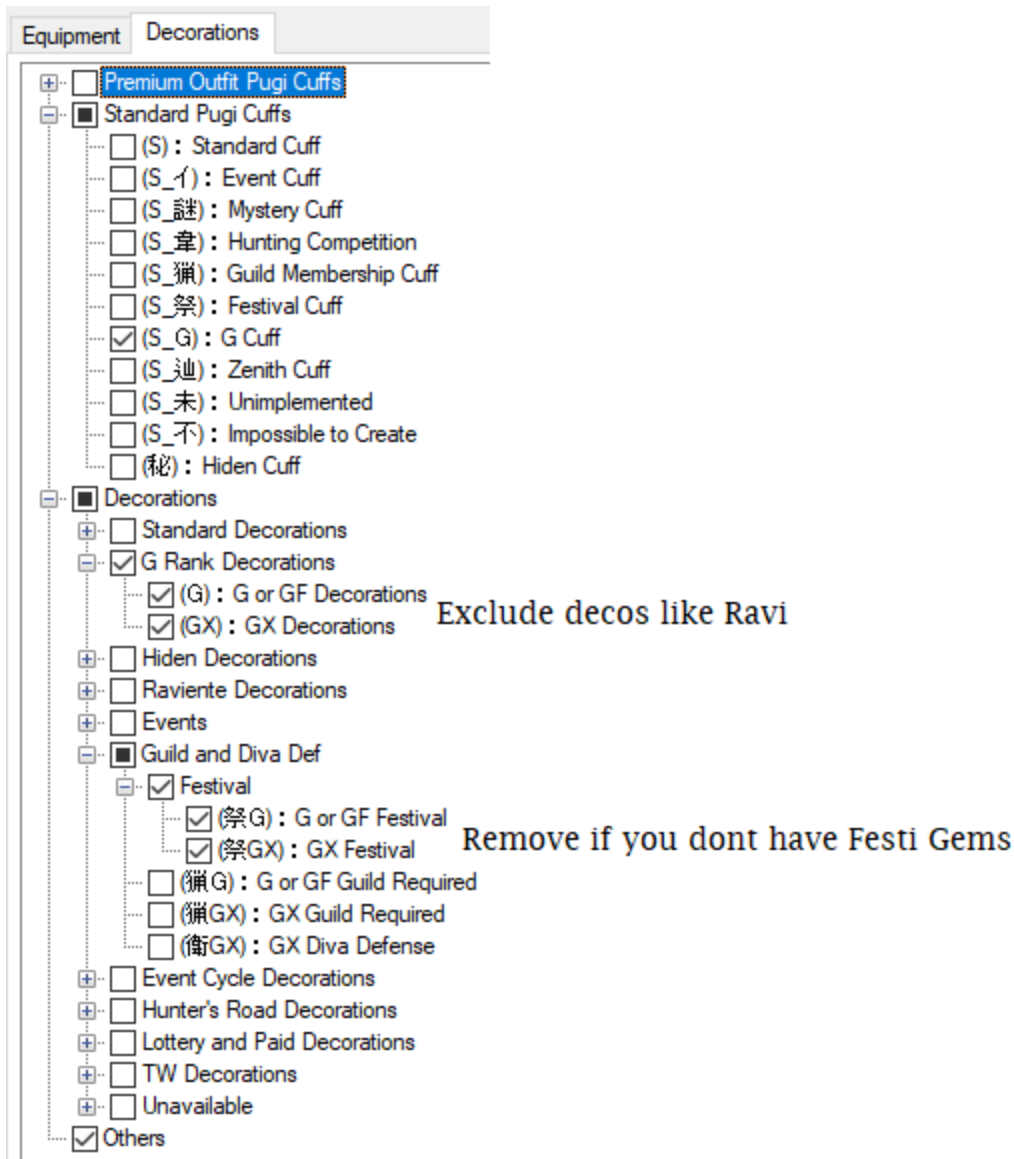 Equipment Decorations
Premium Outfit Pugi Cuffs
Standard Pugi Cuffs
(S) : Standard Cuff
(S_イ) : Event Cuff
(S_謎) : Mystery Cuff
(S_韋) : Hunting Competition
(S_猟) : Guild Membership Cuff
(S_祭) : Festival Cuff
(S_G) : G Cuff
(S_辿) : Zenith Cuff
(S_未) : Unimplemented
(S_不) : Impossible to Create
(秘) : Hiden Cuff
Decorations
Standard Decorations
G Rank Decorations
(G) : G or GF Decorations
Exclude decos like Ravi
(GX) : GX Decorations
Hiden Decorations
Raviente Decorations
Events
Guild and Diva Def
Festival
(祭G) : G or GF Festival
Remove if you dont have Festi Gems
(祭GX) : GX Festival
(猟G) : G or GF Guild Required
(猟GX) : GX Guild Required
(衛GX) : GX Diva Defense
Event Cycle Decorations
Hunter's Road Decorations
Lottery and Paid Decorations
TW Decorations
Unavailable
Others